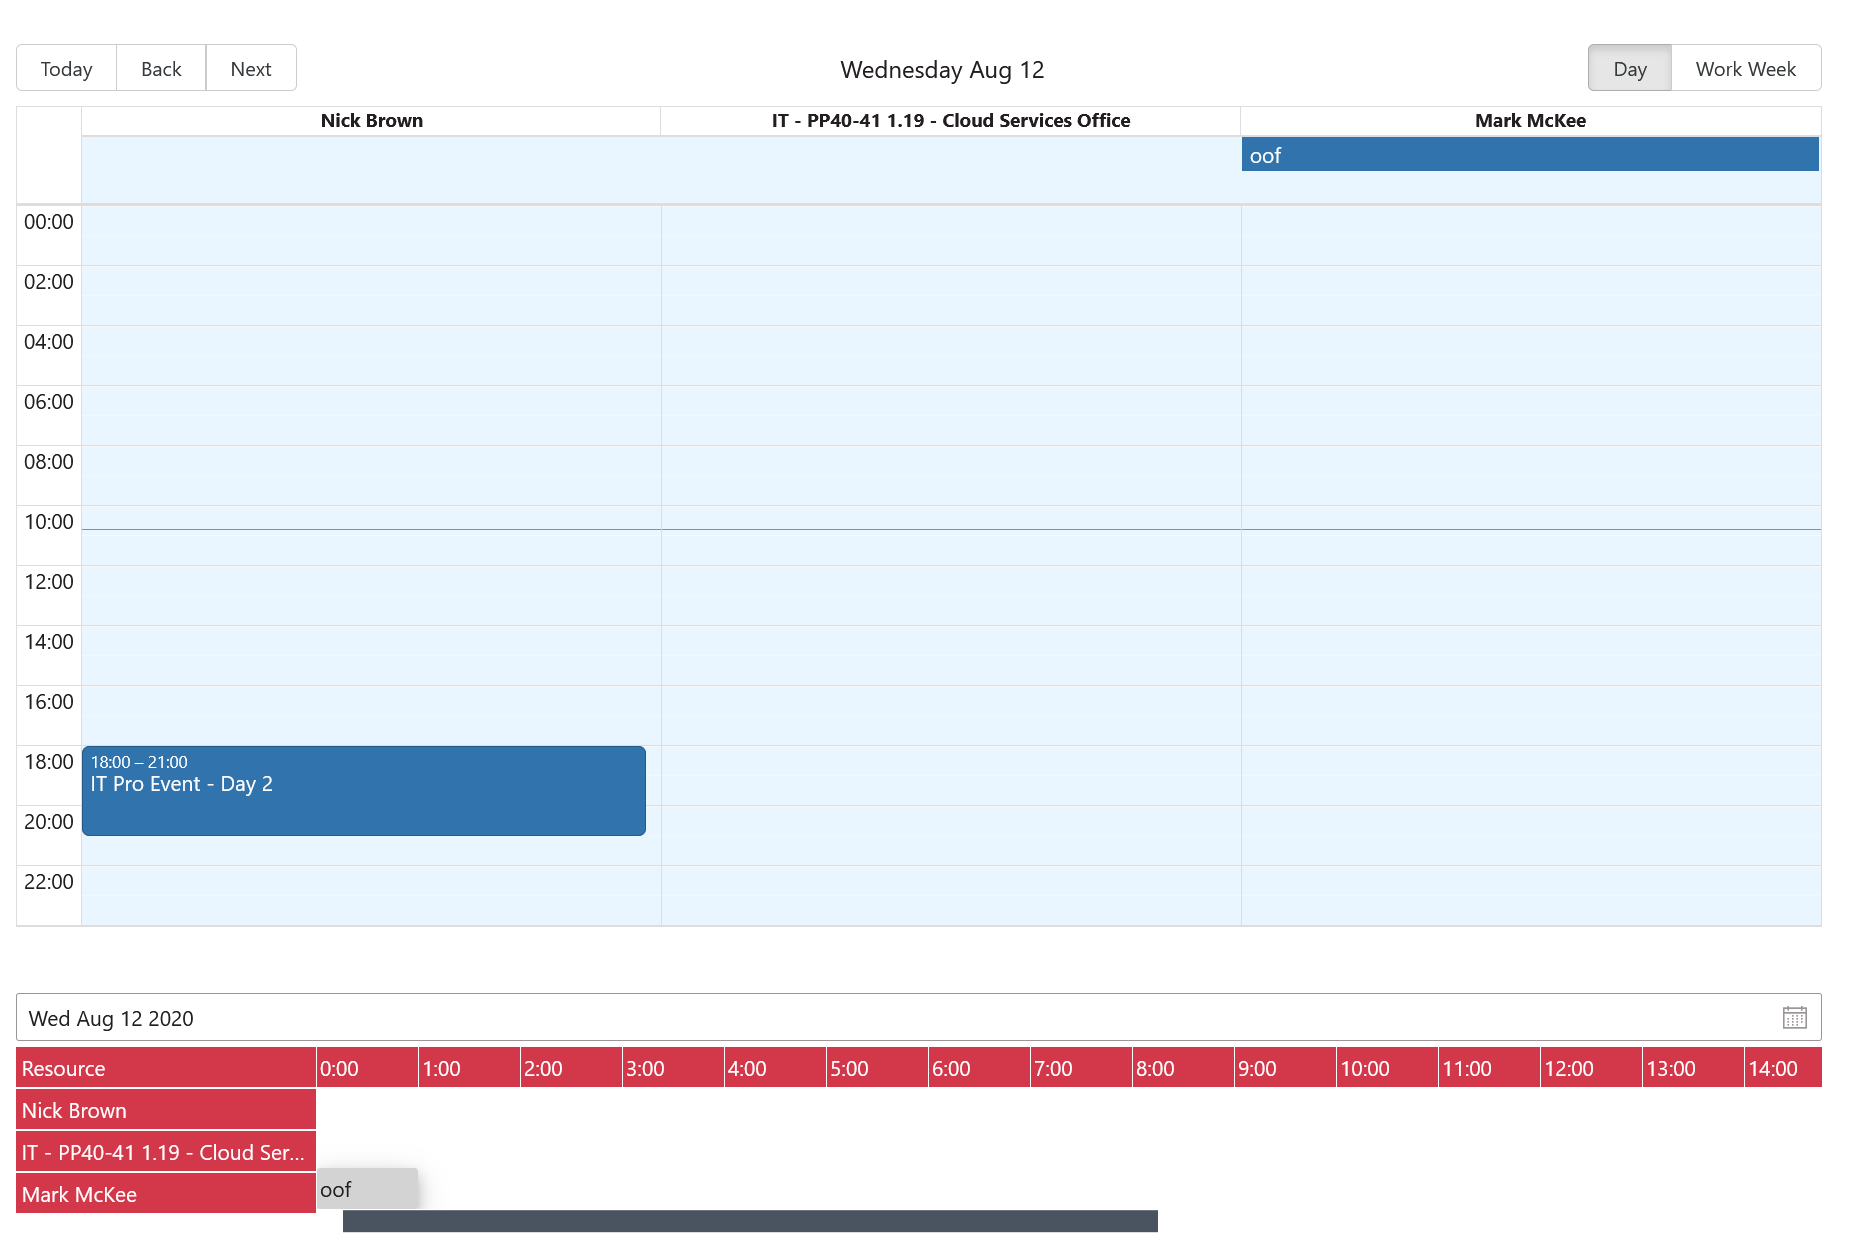 Today Back Next Wednesday Aug 12 Day Work Week
Nick Brown IT - PP40-41 1.19 - Cloud Services Office Mark McKee
oof
00:00
02:00
04:00
06:00
08:00
10:00
12:00
14:00
16:00
18:00
18:00 – 21:00
IT Pro Event - Day 2
20:00
22:00
Wed Aug 12 2020
Resource 0:00 1:00 2:00 3:00 4:00 5:00 6:00 7:00 8:00 9:00 10:00 11:00 12:00 13:00 14:00
Nick Brown
IT - PP40-41 1.19 - Cloud Ser...
Mark McKee oof